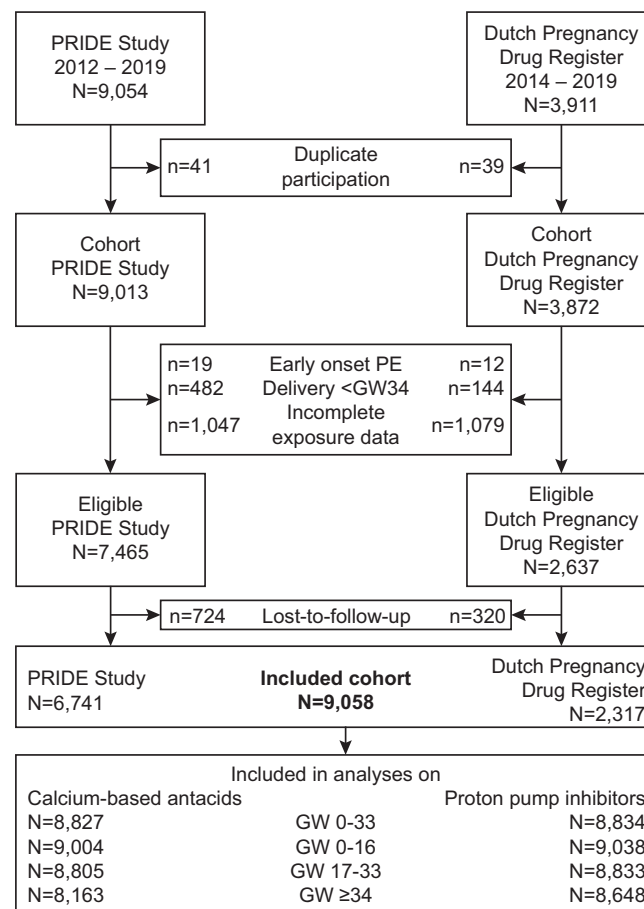 PRIDE Study
2012 – 2019
N=9,054
Dutch Pregnancy
Drug Register
2014 – 2019
N=3,911
n=41 Duplicate participation n=39
Cohort
PRIDE Study
N=9,013
Cohort
Dutch Pregnancy
Drug Register
N=3,872
n=19 Early onset PE n=12
n=482 Delivery <GW34 n=144
n=1,047 Incomplete exposure data n=1,079
Eligible
PRIDE Study
N=7,465
Eligible
Dutch Pregnancy
Drug Register
N=2,637
n=724 Lost-to-follow-up n=320
PRIDE Study
N=6,741
Included cohort
N=9,058
Dutch Pregnancy
Drug Register
N=2,317
Included in analyses on
Calcium-based antacids Proton pump inhibitors
N=8,827 GW 0-33 N=8,834
N=9,004 GW 0-16 N=9,038
N=8,805 GW 17-33 N=8,833
N=8,163 GW ≥34 N=8,648